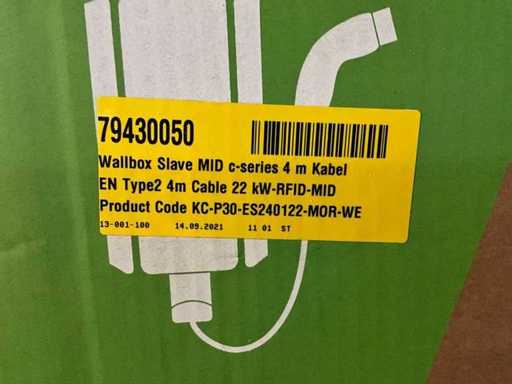 79430050
Wallbox Slave MID c-series 4 m Kabel
EN Type2 4m Cable 22 kW-RFID-MID
Product Code KC-P30-ES240122-MOR-WE
13-001-100 14.09.2021 11 01 ST